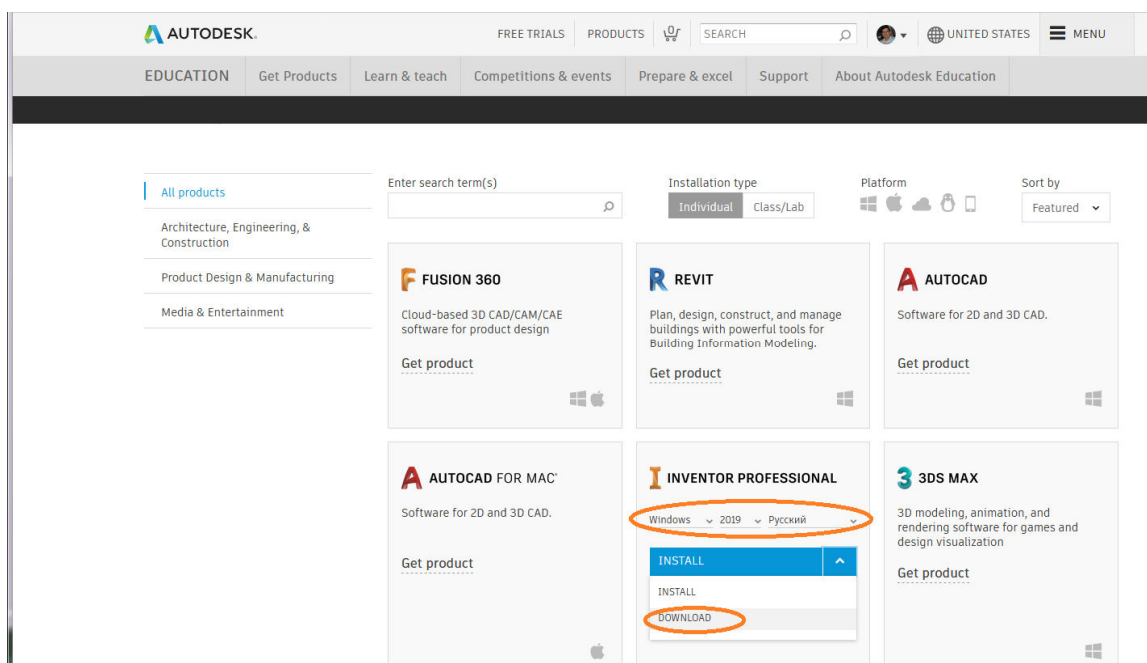 AUTODESK.
FREE TRIALS
PRODUCTS
0
SEARCH
UNITED STATES
MENU
EDUCATION
Get Products
Learn & teach
Competitions & events
Prepare & excel
Support
About Autodesk Education
All products
Architecture, Engineering, &
Construction
Product Design & Manufacturing
Media & Entertainment
Enter search term(s)
Installation type
Individual
Class/Lab
Platform
Sort by
Featured
FUSION 360
Cloud-based 3D CAD/CAM/CAE
software for product design
Get product
REVIT
Plan, design, construct, and manage
buildings with powerful tools for
Building Information Modeling.
Get product
AUTOCAD
Software for 2D and 3D CAD.
Get product
AUTOCAD FOR MAC®
Software for 2D and 3D CAD.
Get product
INVENTOR PROFESSIONAL
Windows 2019 Русский
INSTALL
INSTALL
DOWNLOAD
3DS MAX
3D modeling, animation, and
rendering software for games and
design visualization
Get product